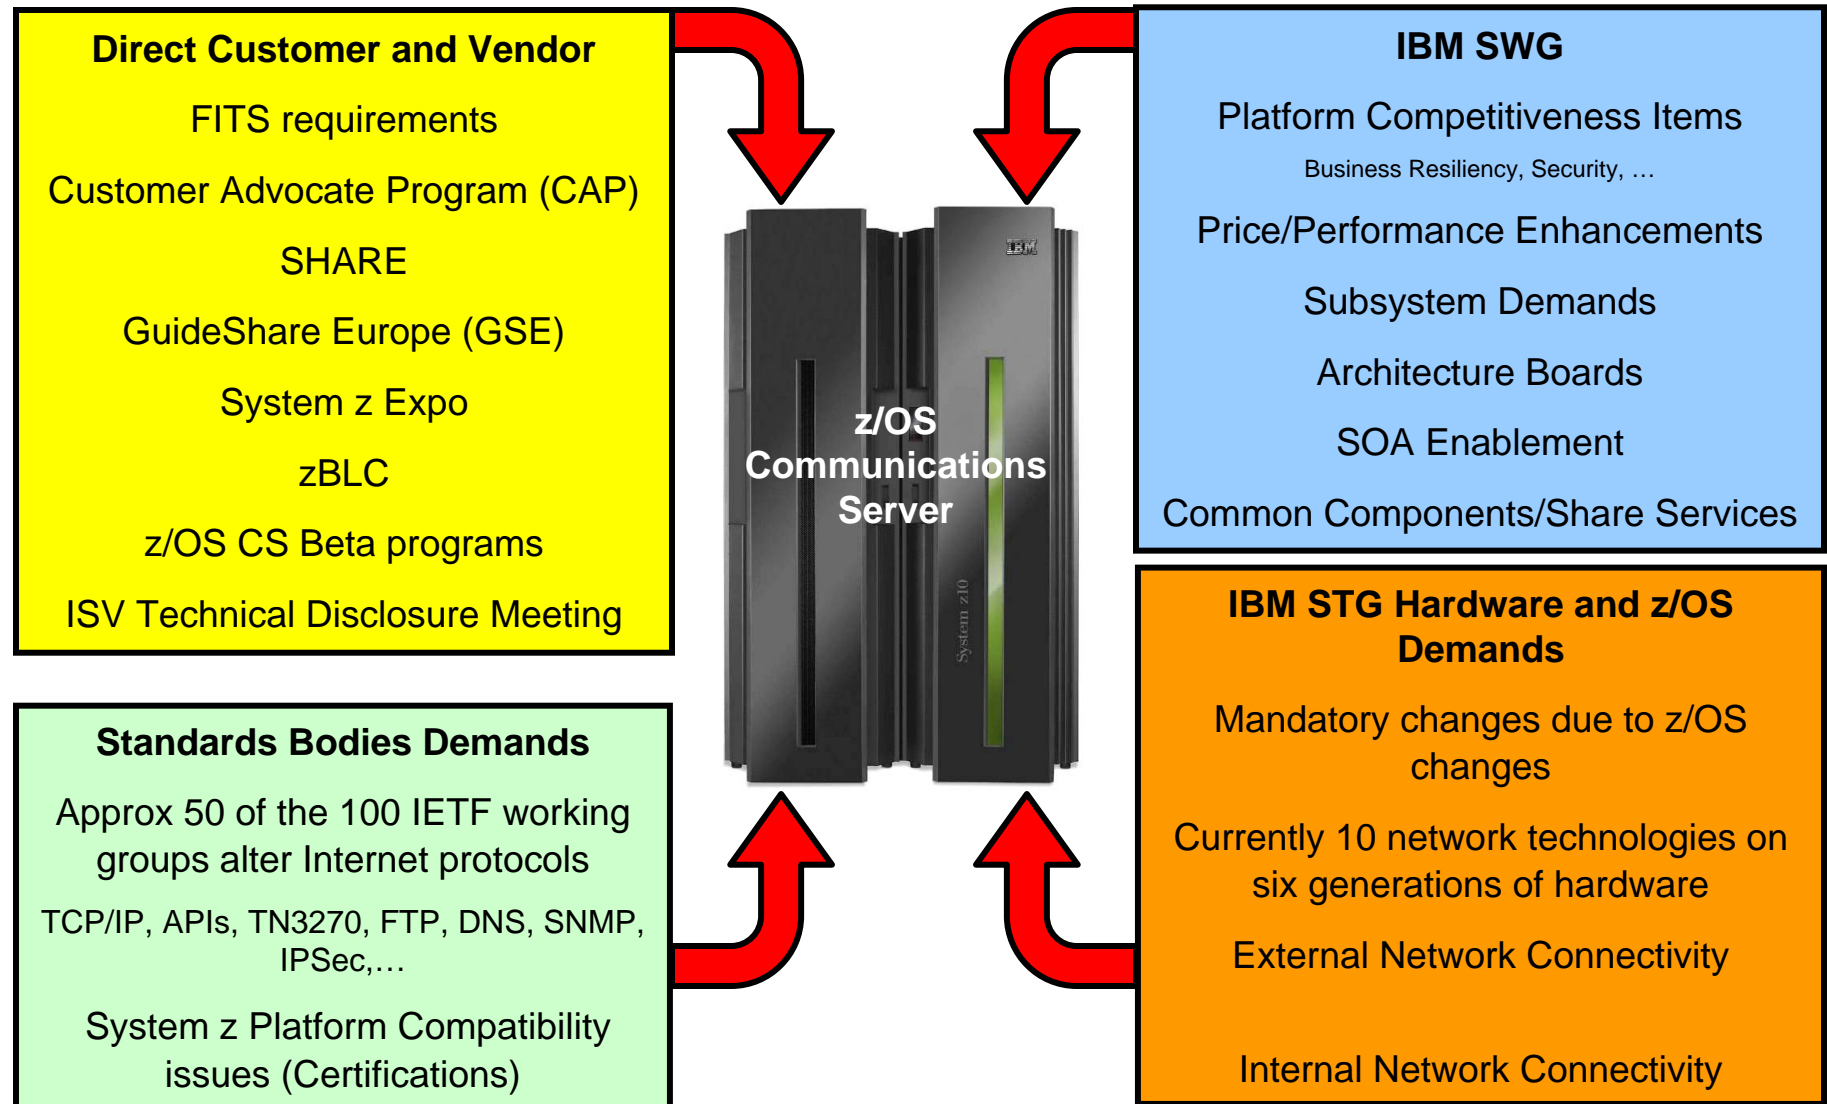 Direct Customer and Vendor
FITS requirements
Customer Advocate Program (CAP)
SHARE
GuideShare Europe (GSE)
System z Expo
zBLC
z/OS CS Beta programs
ISV Technical Disclosure Meeting
Standards Bodies Demands
Approx 50 of the 100 IETF working
groups alter Internet protocols
TCP/IP, APIs, TN3270, FTP, DNS, SNMP,
IPSec,…
System z Platform Compatibility
issues (Certifications)
IBM
z/OS
Communications
Server
System z10
IBM SWG
Platform Competitiveness Items
Business Resiliency, Security, …
Price/Performance Enhancements
Subsystem Demands
Architecture Boards
SOA Enablement
Common Components/Share Services
IBM STG Hardware and z/OS
Demands
Mandatory changes due to z/OS
changes
Currently 10 network technologies on
six generations of hardware
External Network Connectivity
Internal Network Connectivity